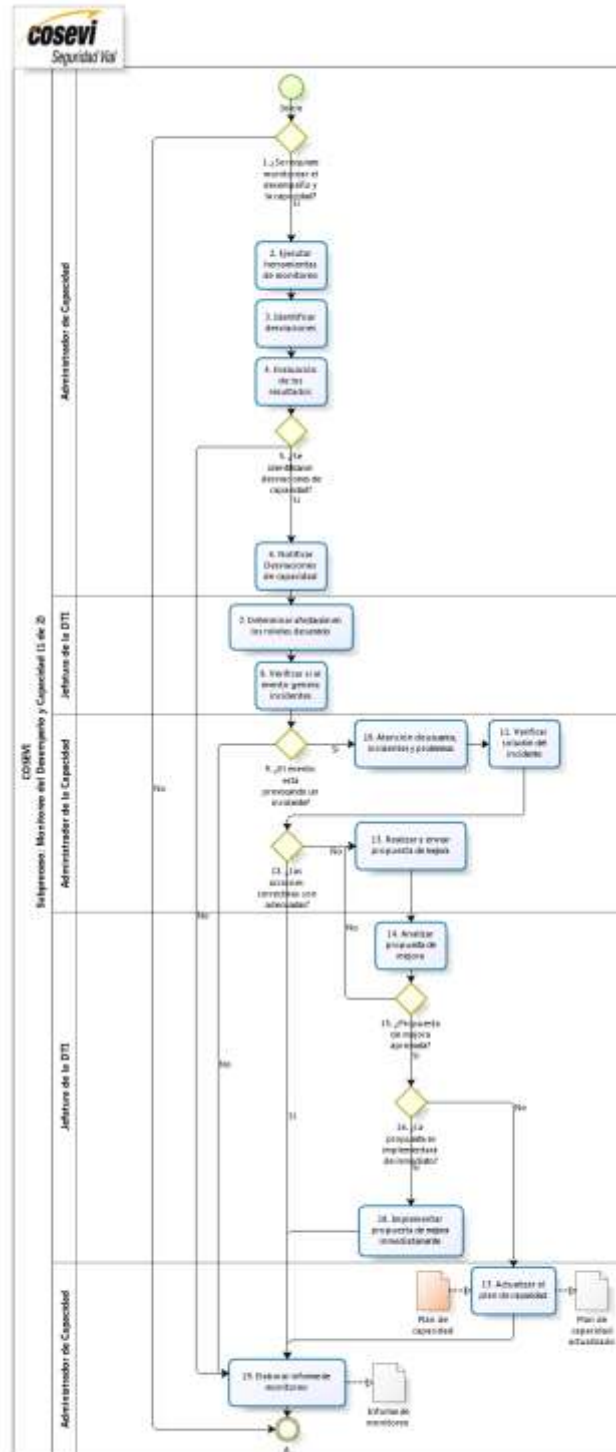 cosevi
Seguridad Vial
COSEVI
Subproceso: Monitoreo del Desempeño y Capacidad (1 de 2)
Administrador de Capacidad
Inicio
1. ¿Se requiere
monitorear el
desempeño y
la capacidad?
Si
2. Ejecutar
herramientas
de monitoreo
3. Identificar
desviaciones
4. Evaluación
de los
resultados
5. ¿Se
identificaron
desviaciones de
capacidad?
Si
6. Notificar
Desviaciones
de capacidad
Jefatura de la DTI
7. Determinar afectación en
los niveles de servicio
8. Verificar si el
evento genera
incidentes
Administrador de la Capacidad
9. ¿El evento
está
provocando un
incidente?
Si
10. Atención de usuarios,
incidentes y problemas
11. Verificar
solución del
incidente
No
¿Las
acciones
correctivas son
adecuadas?
No
13. Realizar y enviar
propuesta de mejora
Jefatura de la DTI
14. Analizar
propuesta de
mejora
No
No
15. ¿Propuesta
de mejora
aprobada?
Si
No
Si
16. ¿La
propuesta se
implementará
de inmediato?
Si
No
18. Implementar
propuesta de mejora
inmediatamente
Administrador de Capacidad
17. Actualizar el
plan de capacidad
Plan de
capacidad
Plan de
capacidad
actualizado
19. Elaborar informe de
monitoreo
Informe de
monitoreo